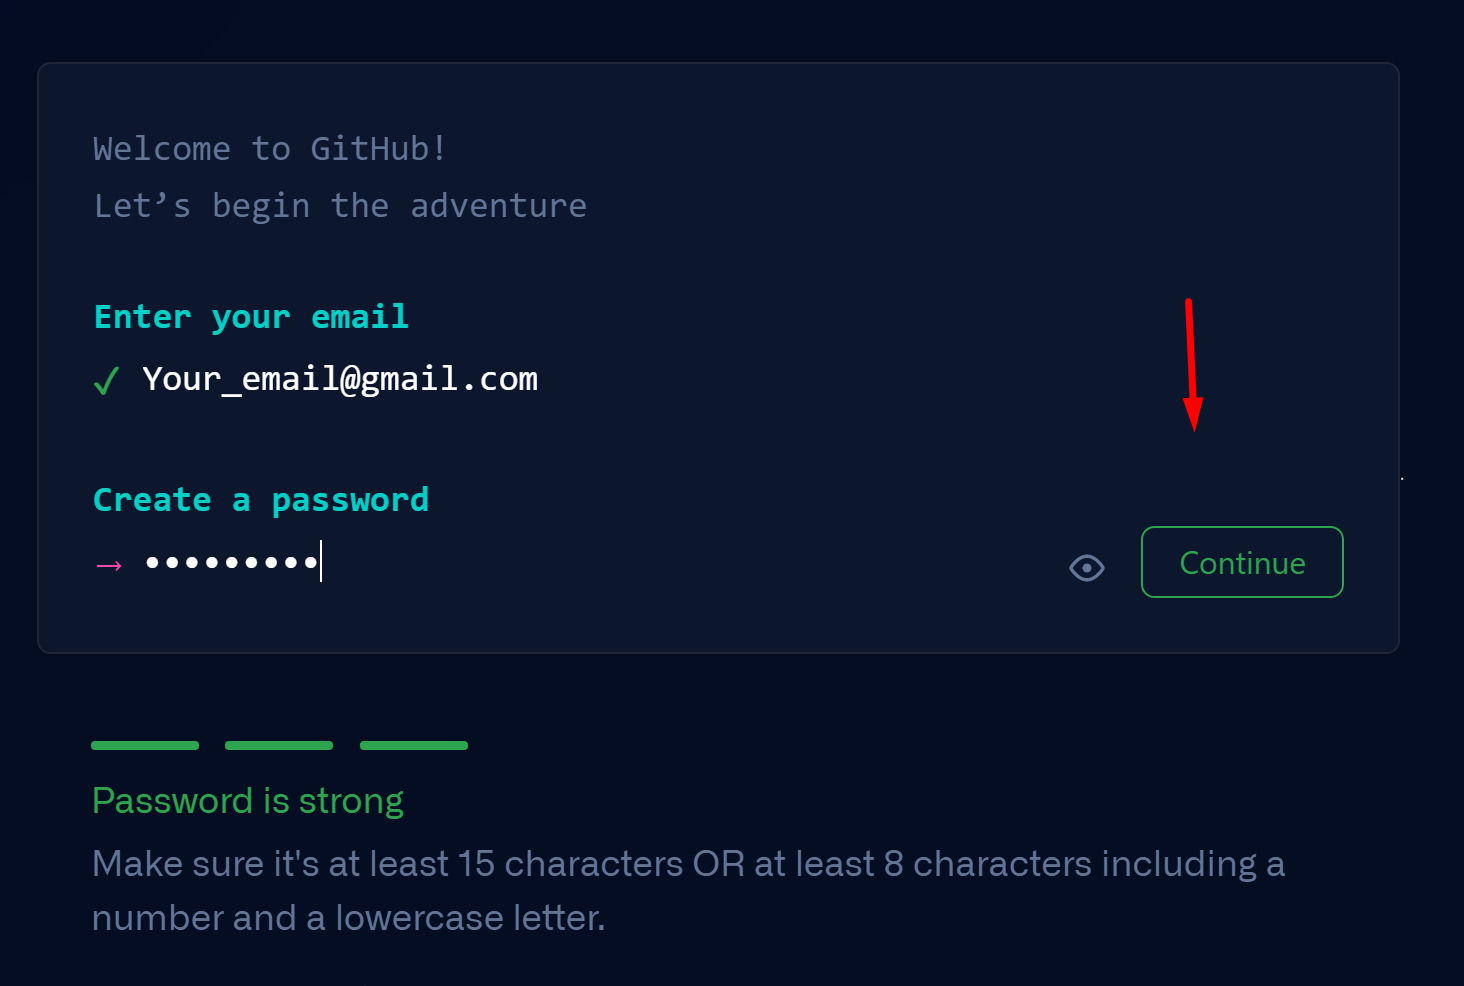 Welcome to GitHub!
Let’s begin the adventure
Enter your email
✓ Your_email@gmail.com
Create a password
→ •••••••••
Continue
Password is strong
Make sure it's at least 15 characters OR at least 8 characters including a
number and a lowercase letter.